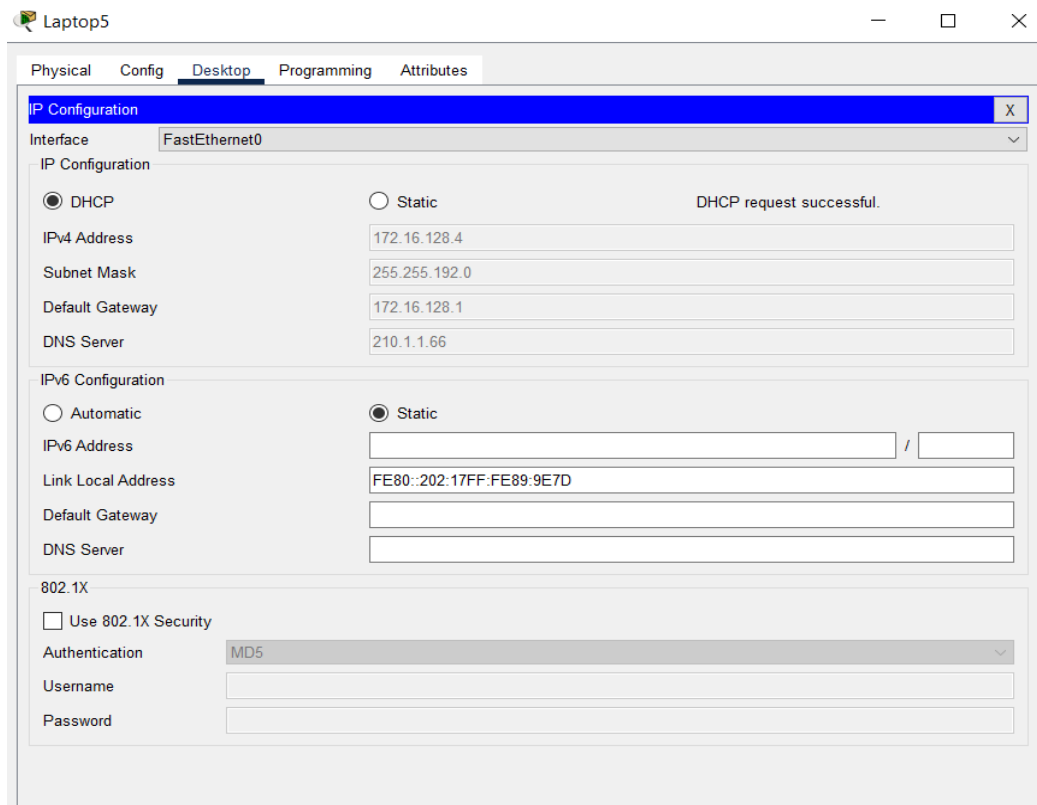 Laptop5
Physical Config Desktop Programming Attributes
IP Configuration X
Interface FastEthernet0
IP Configuration
DHCP Static DHCP request successful.
IPv4 Address 172.16.128.4
Subnet Mask 255.255.192.0
Default Gateway 172.16.128.1
DNS Server 210.1.1.66
IPv6 Configuration
Automatic Static
IPv6 Address /
Link Local Address FE80::202:17FF:FE89:9E7D
Default Gateway
DNS Server
802.1X
Use 802.1X Security
Authentication MD5
Username
Password